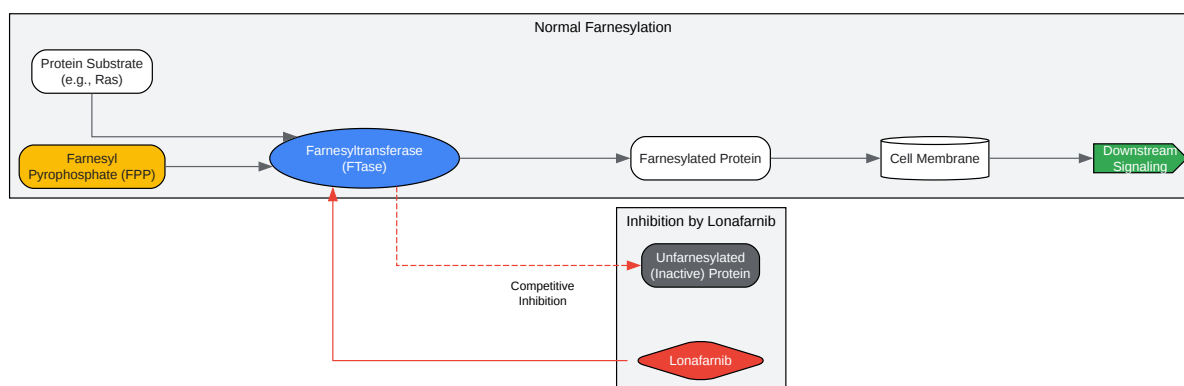 Normal Farnesylation
Protein Substrate
(e.g., Ras)
Farnesyl
Pyrophosphate (FPP)
Farnesyltransferase
(FTase)
Farnesylated Protein
Cell Membrane
Downstream
Signaling
Inhibition by Lonafarnib
Unfarnesylated
(Inactive) Protein
Competitive
Inhibition
Lonafarnib